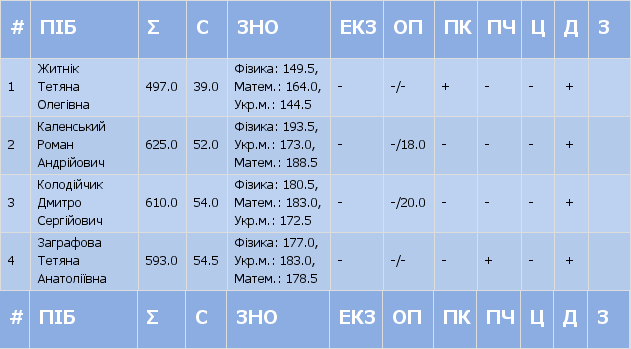 # ПІБ Σ С ЗНО ЕКЗ ОП ПК ПЧ Ц Д З
Житнік Фізика: 149.5,
1 Тетяна 497.0 39.0 Матем.: 164.0, - -/- + - - +
Олегівна Укр.м.: 144.5
Каленський Фізика: 193.5,
2 Роман 625.0 52.0 Укр.м.: 173.0, - -/18.0 - - - +
Андрійович Матем.: 188.5
Колодійчик Фізика: 180.5,
3 Дмитро 610.0 54.0 Матем.: 183.0, - -/20.0 - - - +
Сергійович Укр.м.: 172.5
Заграфова Фізика: 177.0,
4 Тетяна 593.0 54.5 Укр.м.: 183.0, - -/- - + - +
Анатоліївна Матем.: 178.5
# ПІБ Σ С ЗНО ЕКЗ ОП ПК ПЧ Ц Д З